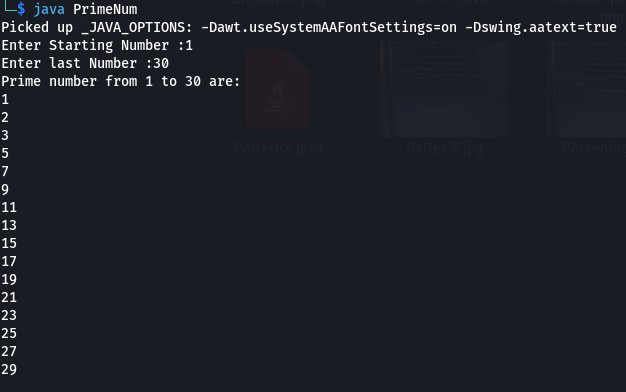 └─$ java PrimeNum
Picked up _JAVA_OPTIONS: -Dawt.useSystemAAFontSettings=on -Dswing.aatext=true
Enter Starting Number :1
Enter last Number :30
Prime number from 1 to 30 are:
1
2
3
5
7
9
11
13
15
17
19
21
23
25
27
29
PatternX.java Patter X.jpg